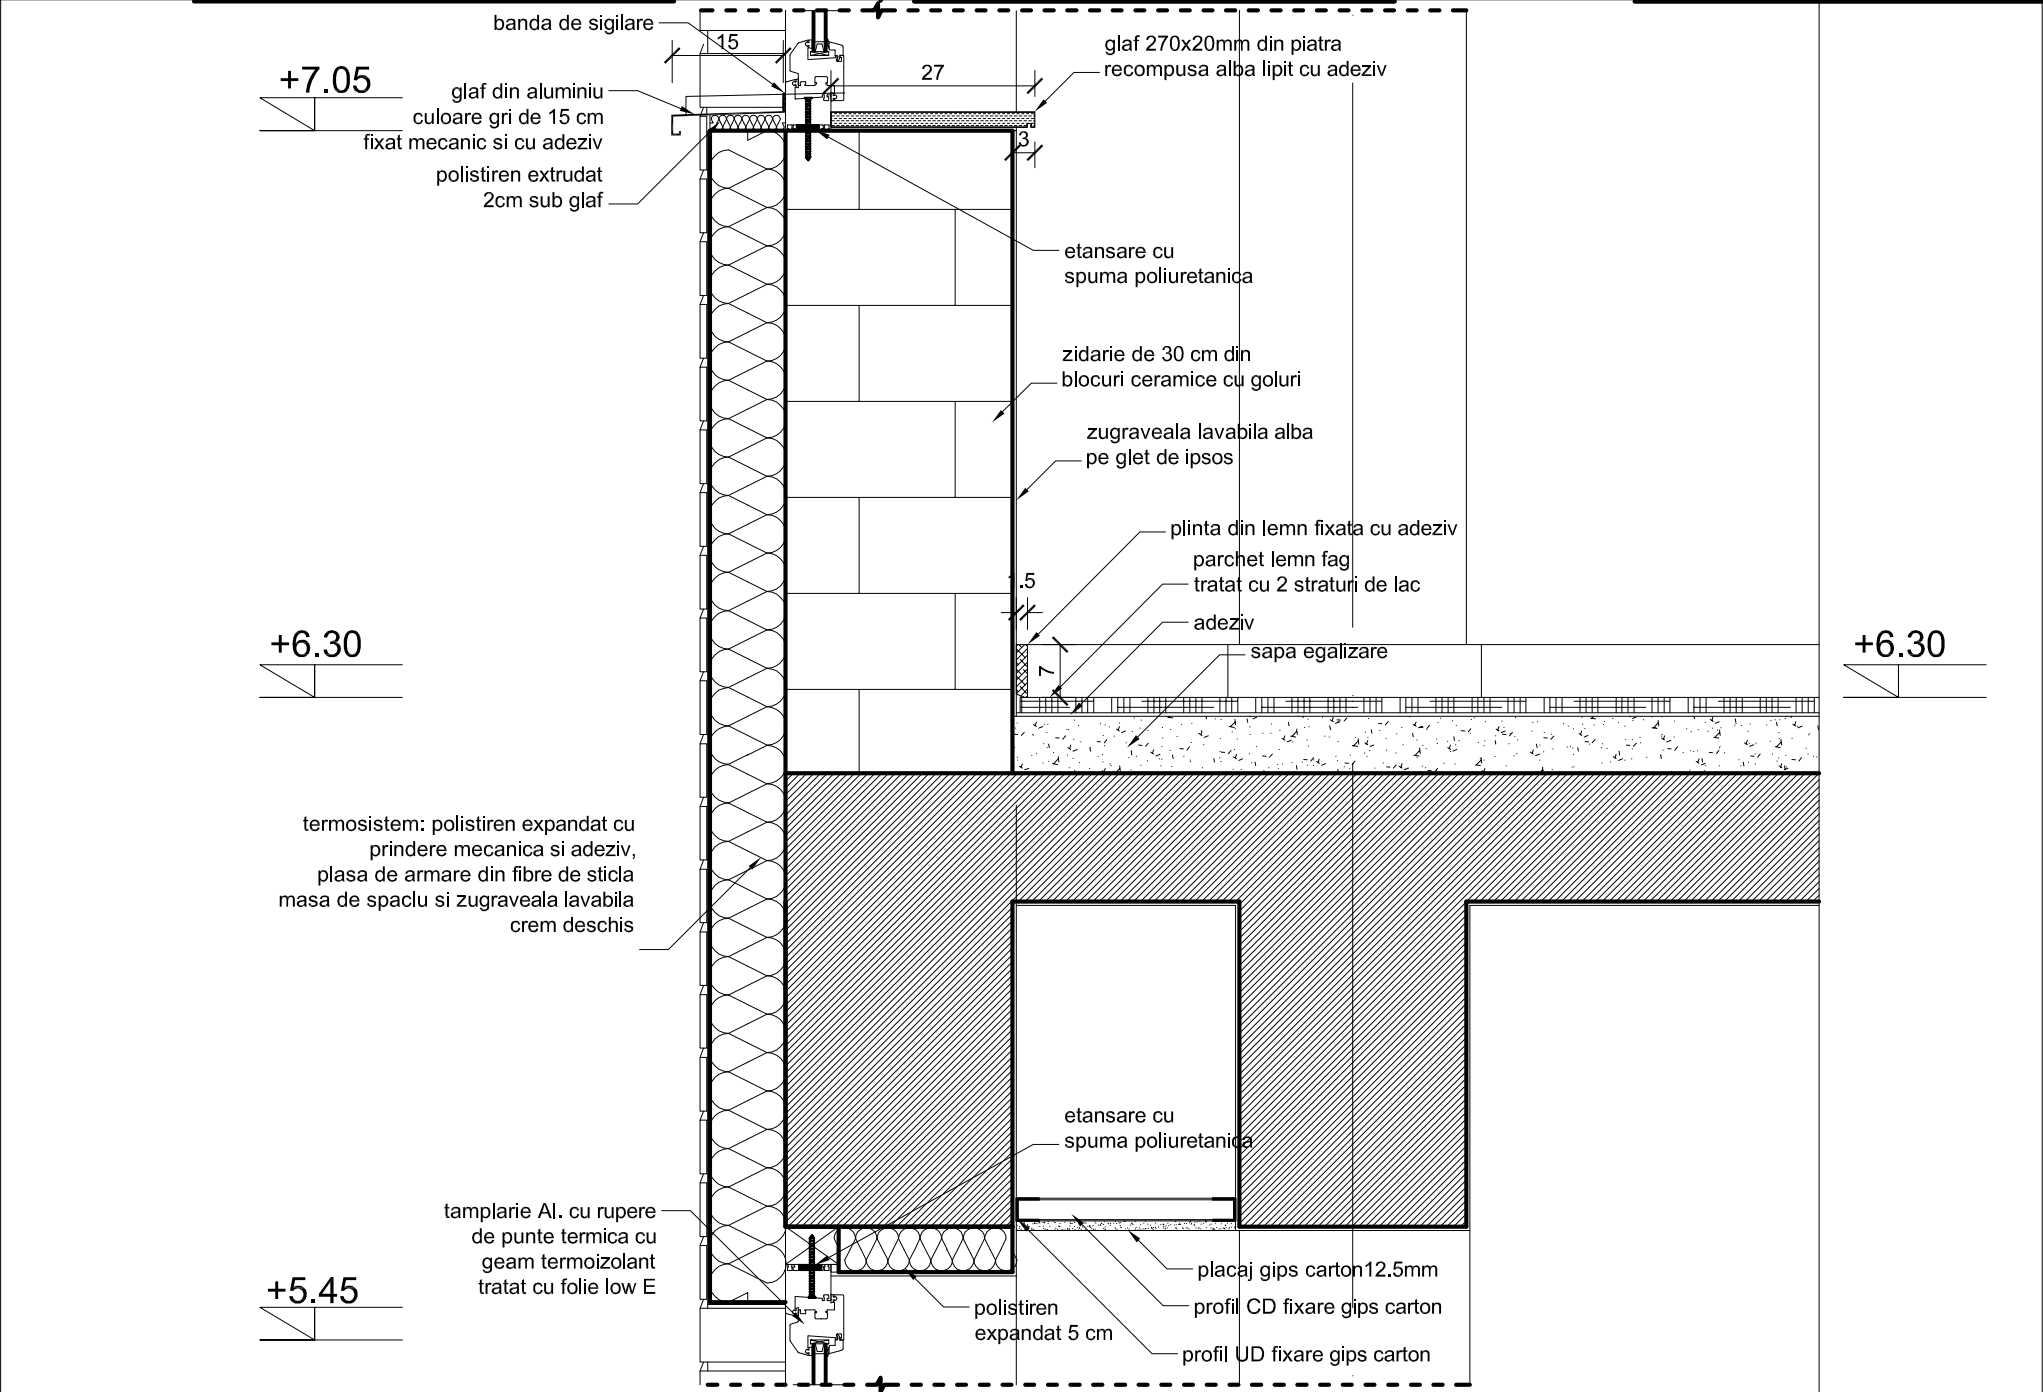 banda de sigilare
15
+7.05
glaf din aluminiu
culoare gri de 15 cm
fixat mecanic si cu adeziv
polistiren extrudat
2cm sub glaf
27
glaf 270x20mm din piatra
recompusa alba lipit cu adeziv
3
etansare cu
spuma poliuretanica
zidarie de 30 cm din
blocuri ceramice cu goluri
zugraveala lavabila alba
pe glet de ipsos
plinta din lemn fixata cu adeziv
parchet lemn fag
tratat cu 2 straturi de lac
1.5
adeziv
sapa egalizare
7
+6.30
+6.30
termosistem: polistiren expandat cu
prindere mecanica si adeziv,
plasa de armare din fibre de sticla
masa de spaclu si zugraveala lavabila
crem deschis
etansare cu
spuma poliuretanica
tamplarie Al. cu rupere
de punte termica cu
geam termoizolant
tratat cu folie low E
+5.45
polistiren
expandat 5 cm
placaj gips carton12.5mm
profil CD fixare gips carton
profil UD fixare gips carton